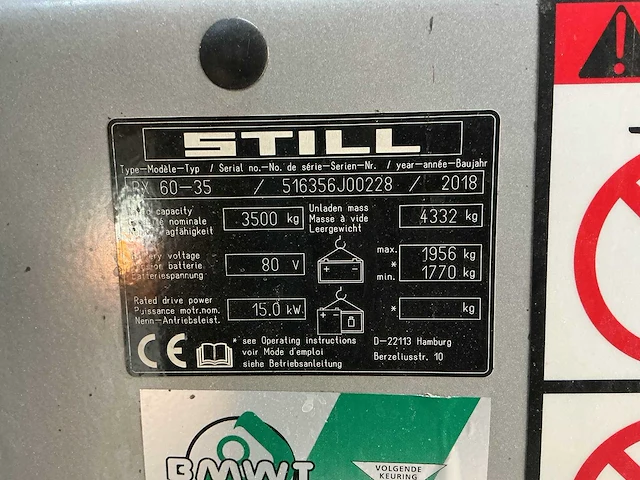 STILL
Type-Modèle-Typ / Serial no.-No. de série-Serien-Nr. / year-année-Baujahr
RX 60-35 / 516356J00228 / 2018
capacity
nominale
3500 kg
Unladen mass
Masse à vide
Leergewicht
4332 kg
voltage
batterie
80 V
max. 1956 kg
*
min. 1770 kg
Rated drive power
Puissance motr.nom.
Nenn-Antriebsleist.
15.0 kW
* kg
CE
* see Operating instructions
voir Mode d'emploi
siehe Betriebsanleitung
D-22113 Hamburg
Berzeliusstr. 10
BMWT
VOLGENDE
KEURING